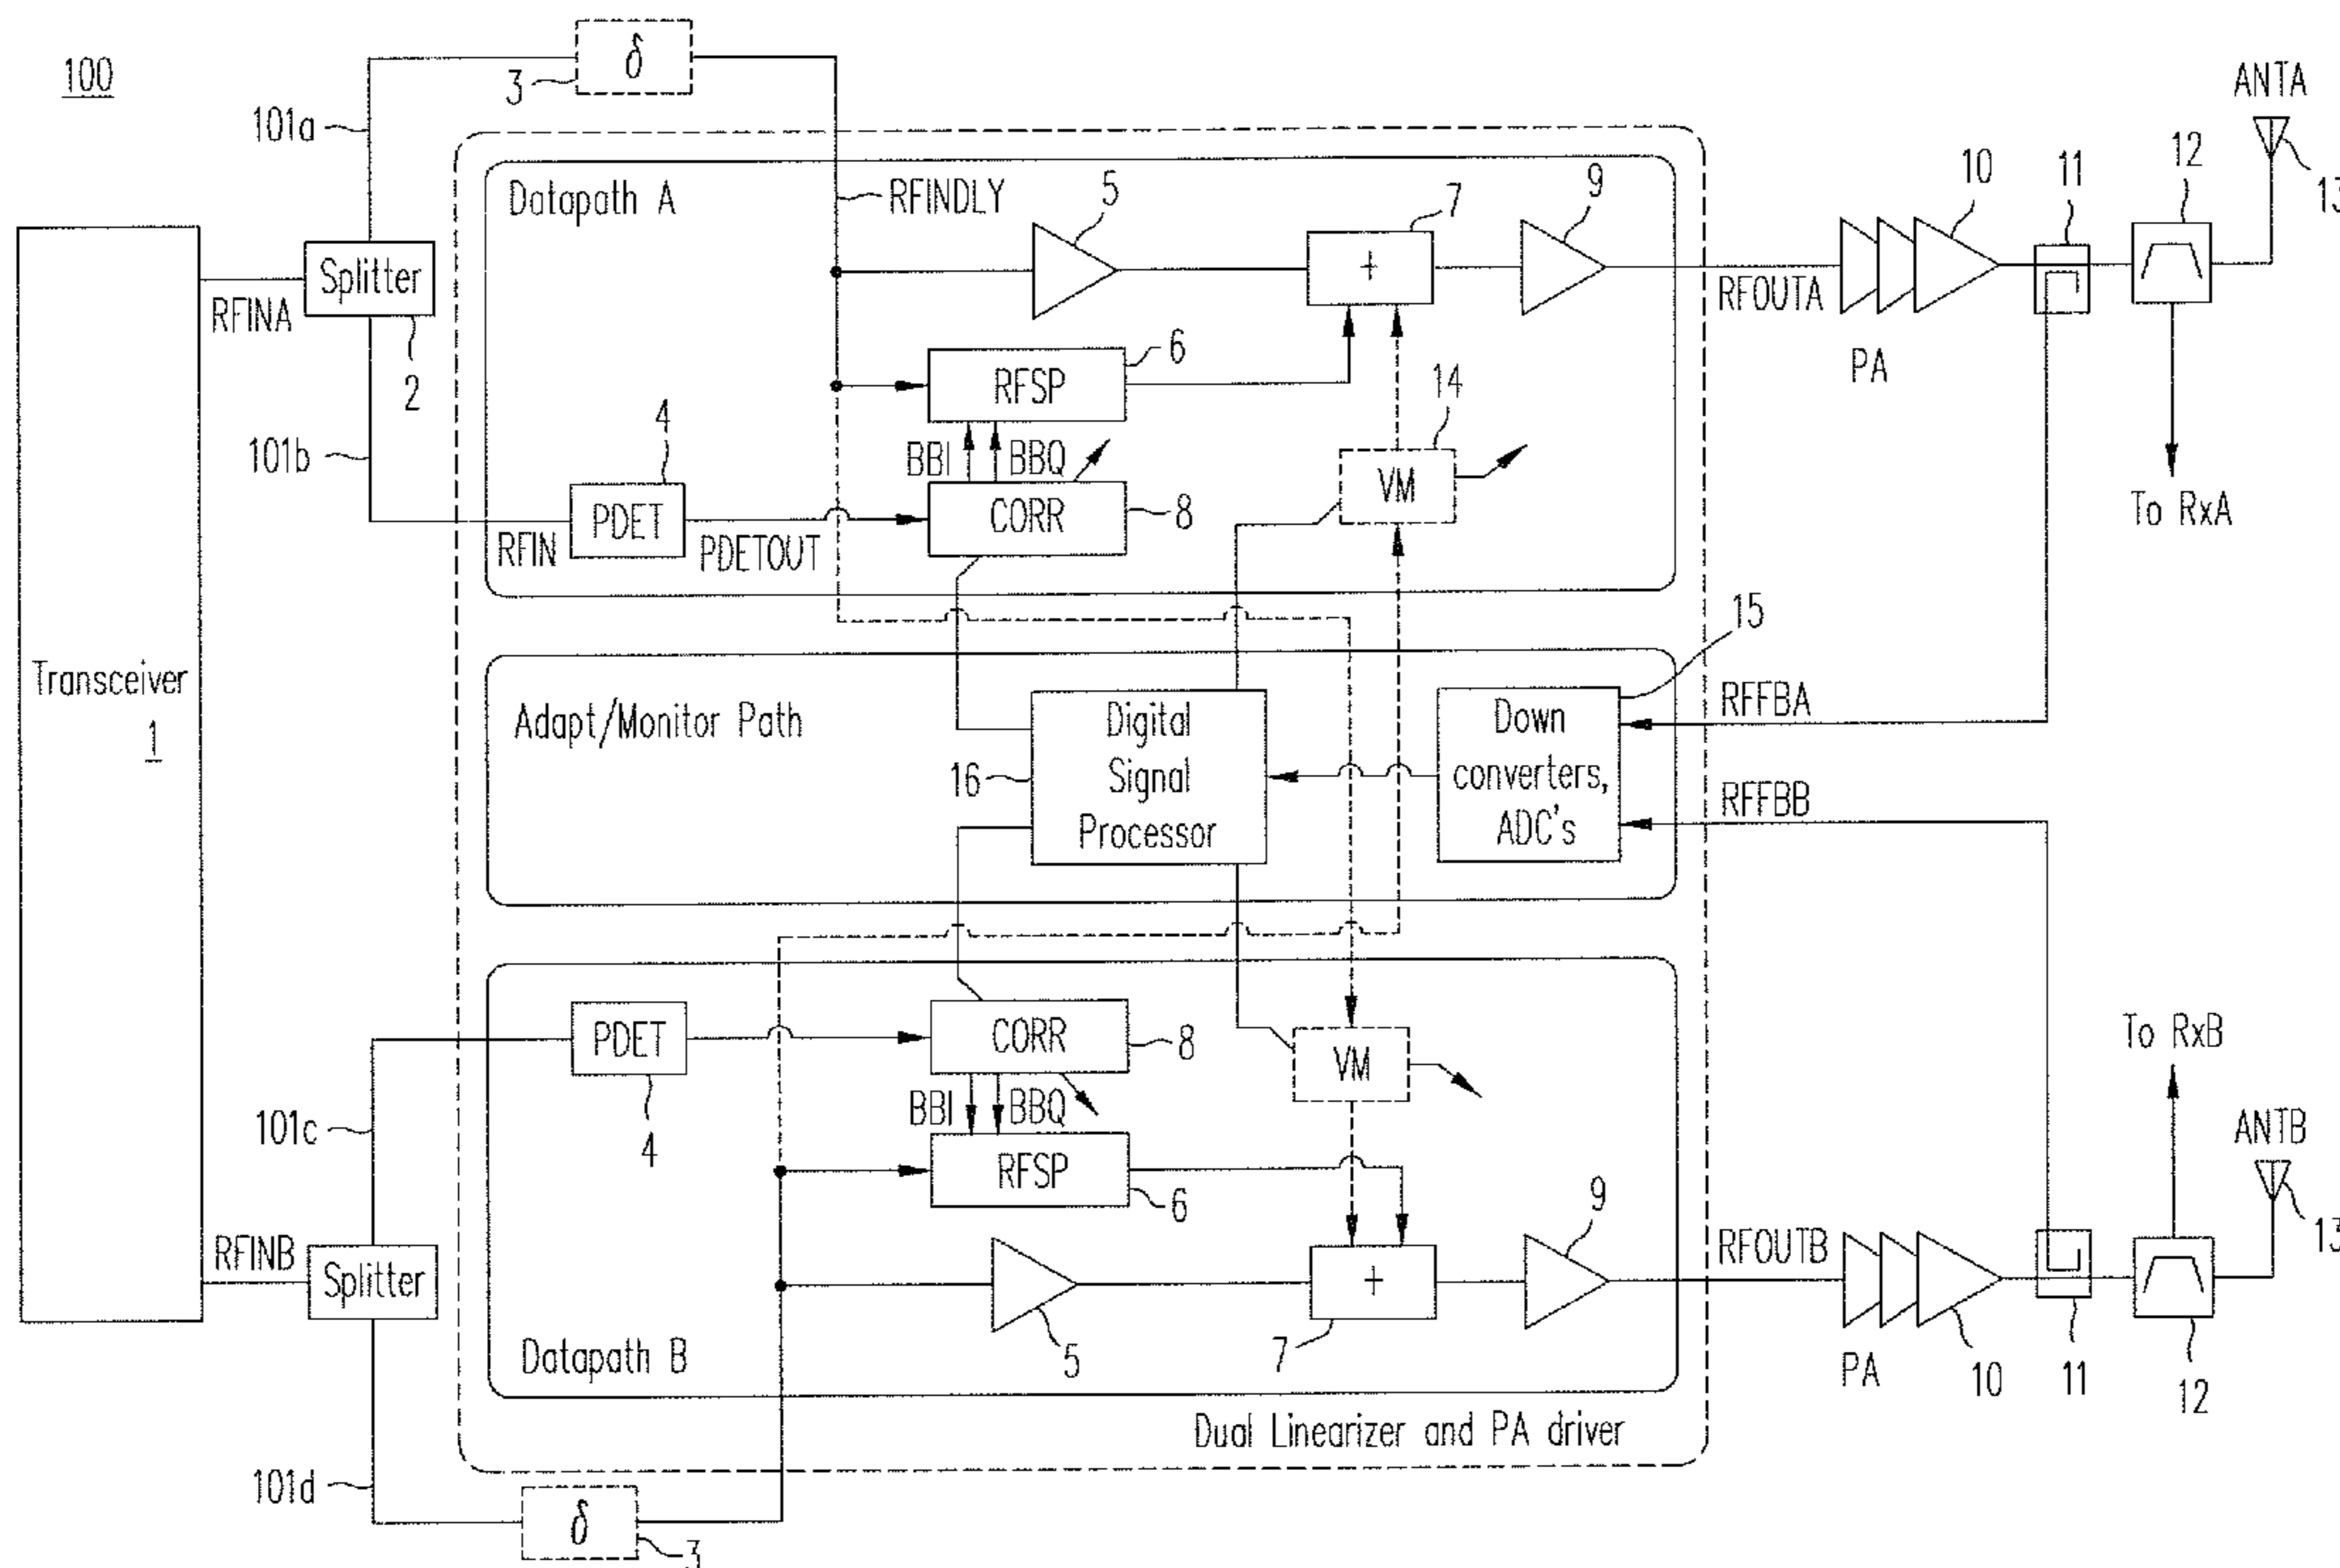 100
δ
3
101a
ANTA
13
12
11
10
9
7
5
Datapath A
RFINDLY
Splitter
2
RFINA
+
RFOUTA
PA
6
RFSP
14
4
101b
BBI
BBQ
VM
PDET
CORR
8
RFIN
PDETOUT
To RxA
15
Transceiver
1
Adapt/Monitor Path
16
Digital
Signal
Processor
Down
converters,
ADC's
RFFBA
RFFBB
PDET
4
CORR
8
VM
To RxB
101c
BBI
BBQ
RFSP
6
ANTB
13
9
RFINB
Splitter
+
7
5
RFOUTB
PA
10
11
12
Datapath B
Dual Linearizer and PA driver
101d
δ
3